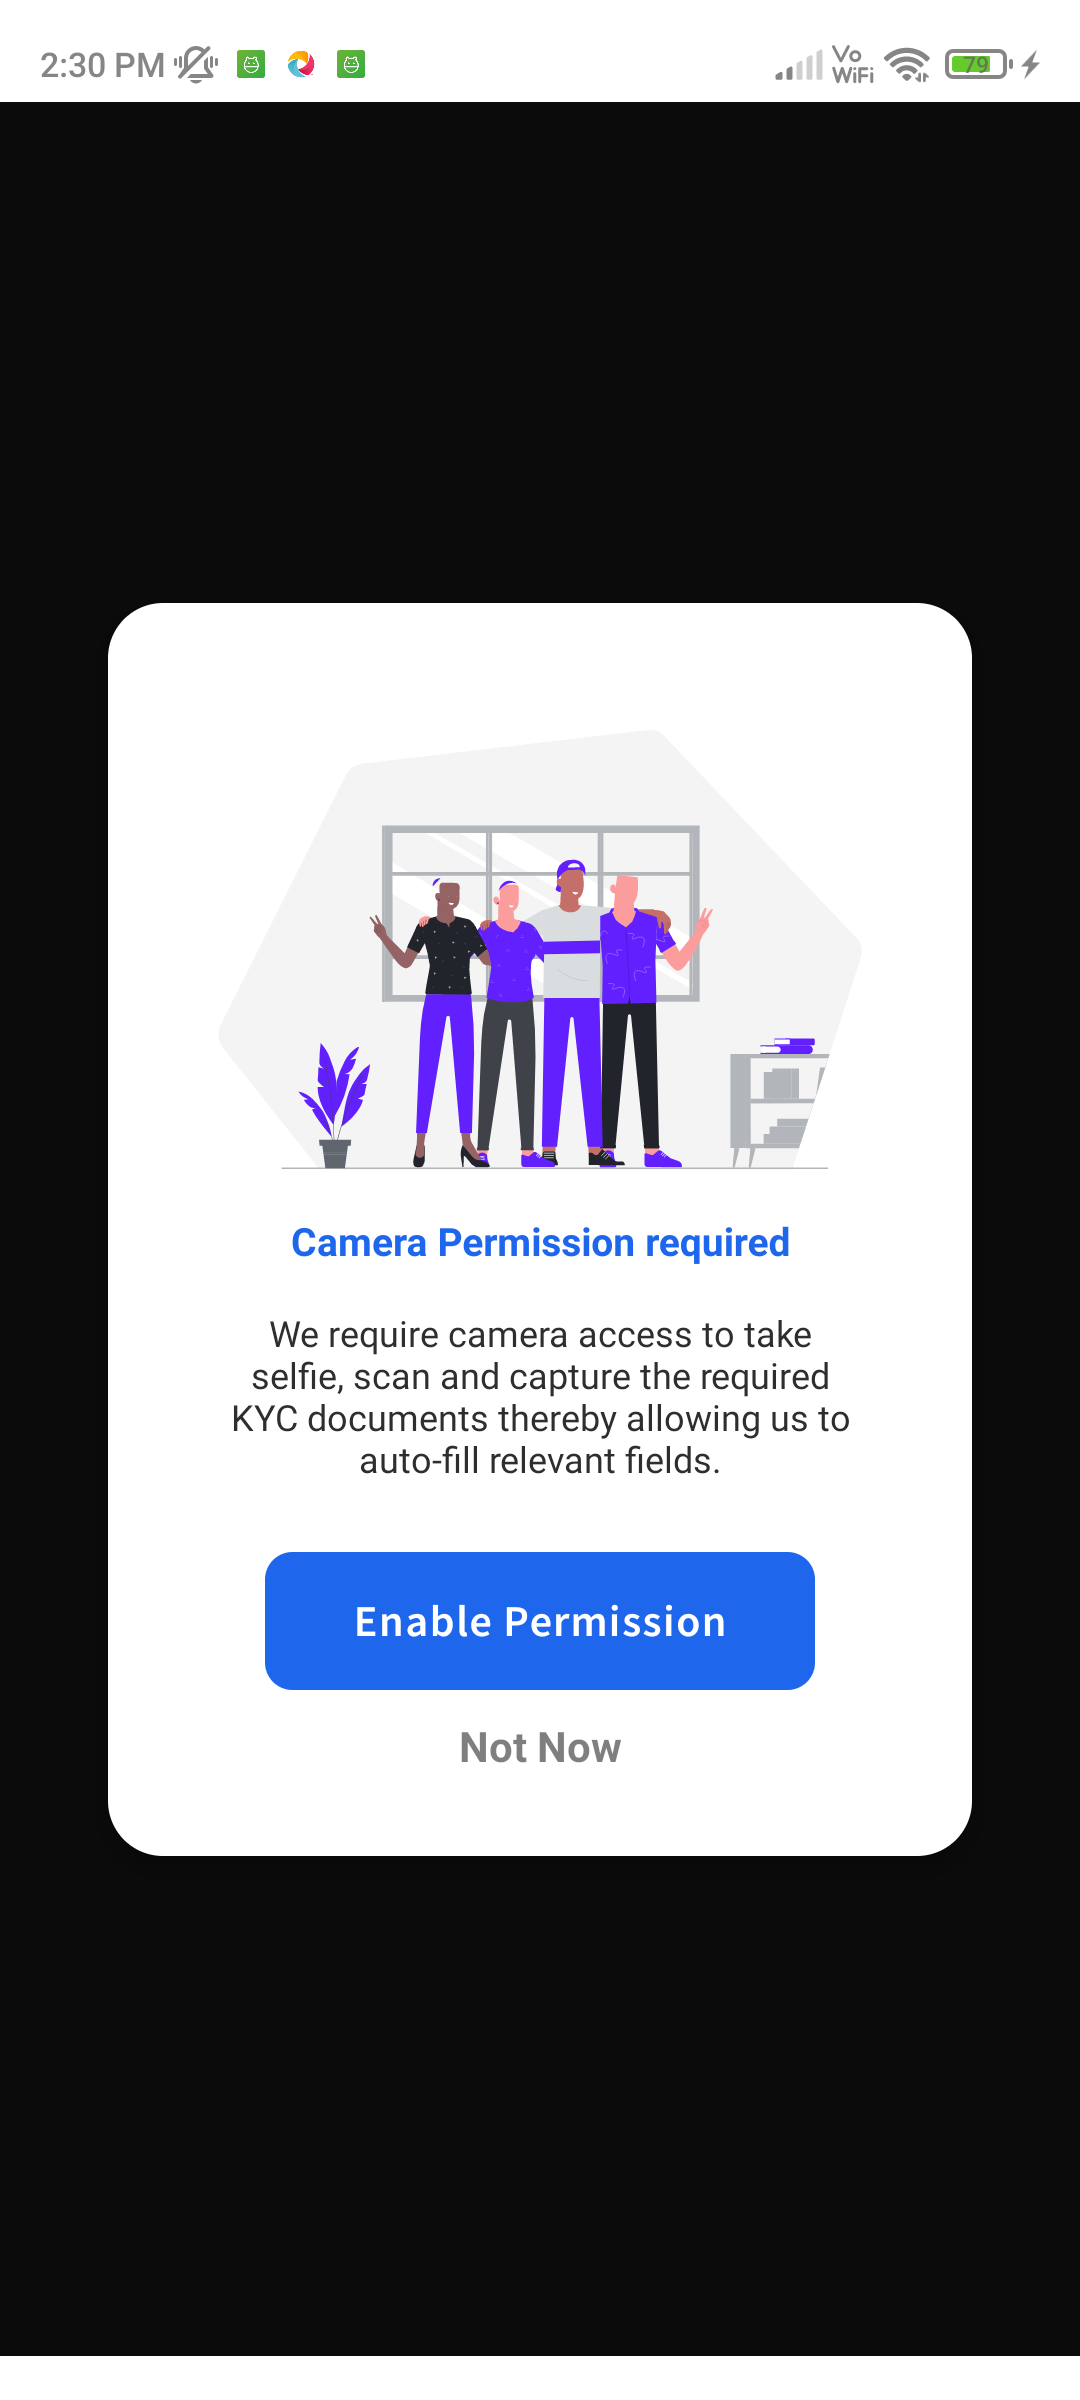 2:30 PM
Vo
WiFi
79
Camera Permission required
We require camera access to take
selfie, scan and capture the required
KYC documents thereby allowing us to
auto-fill relevant fields.
Enable Permission
Not Now